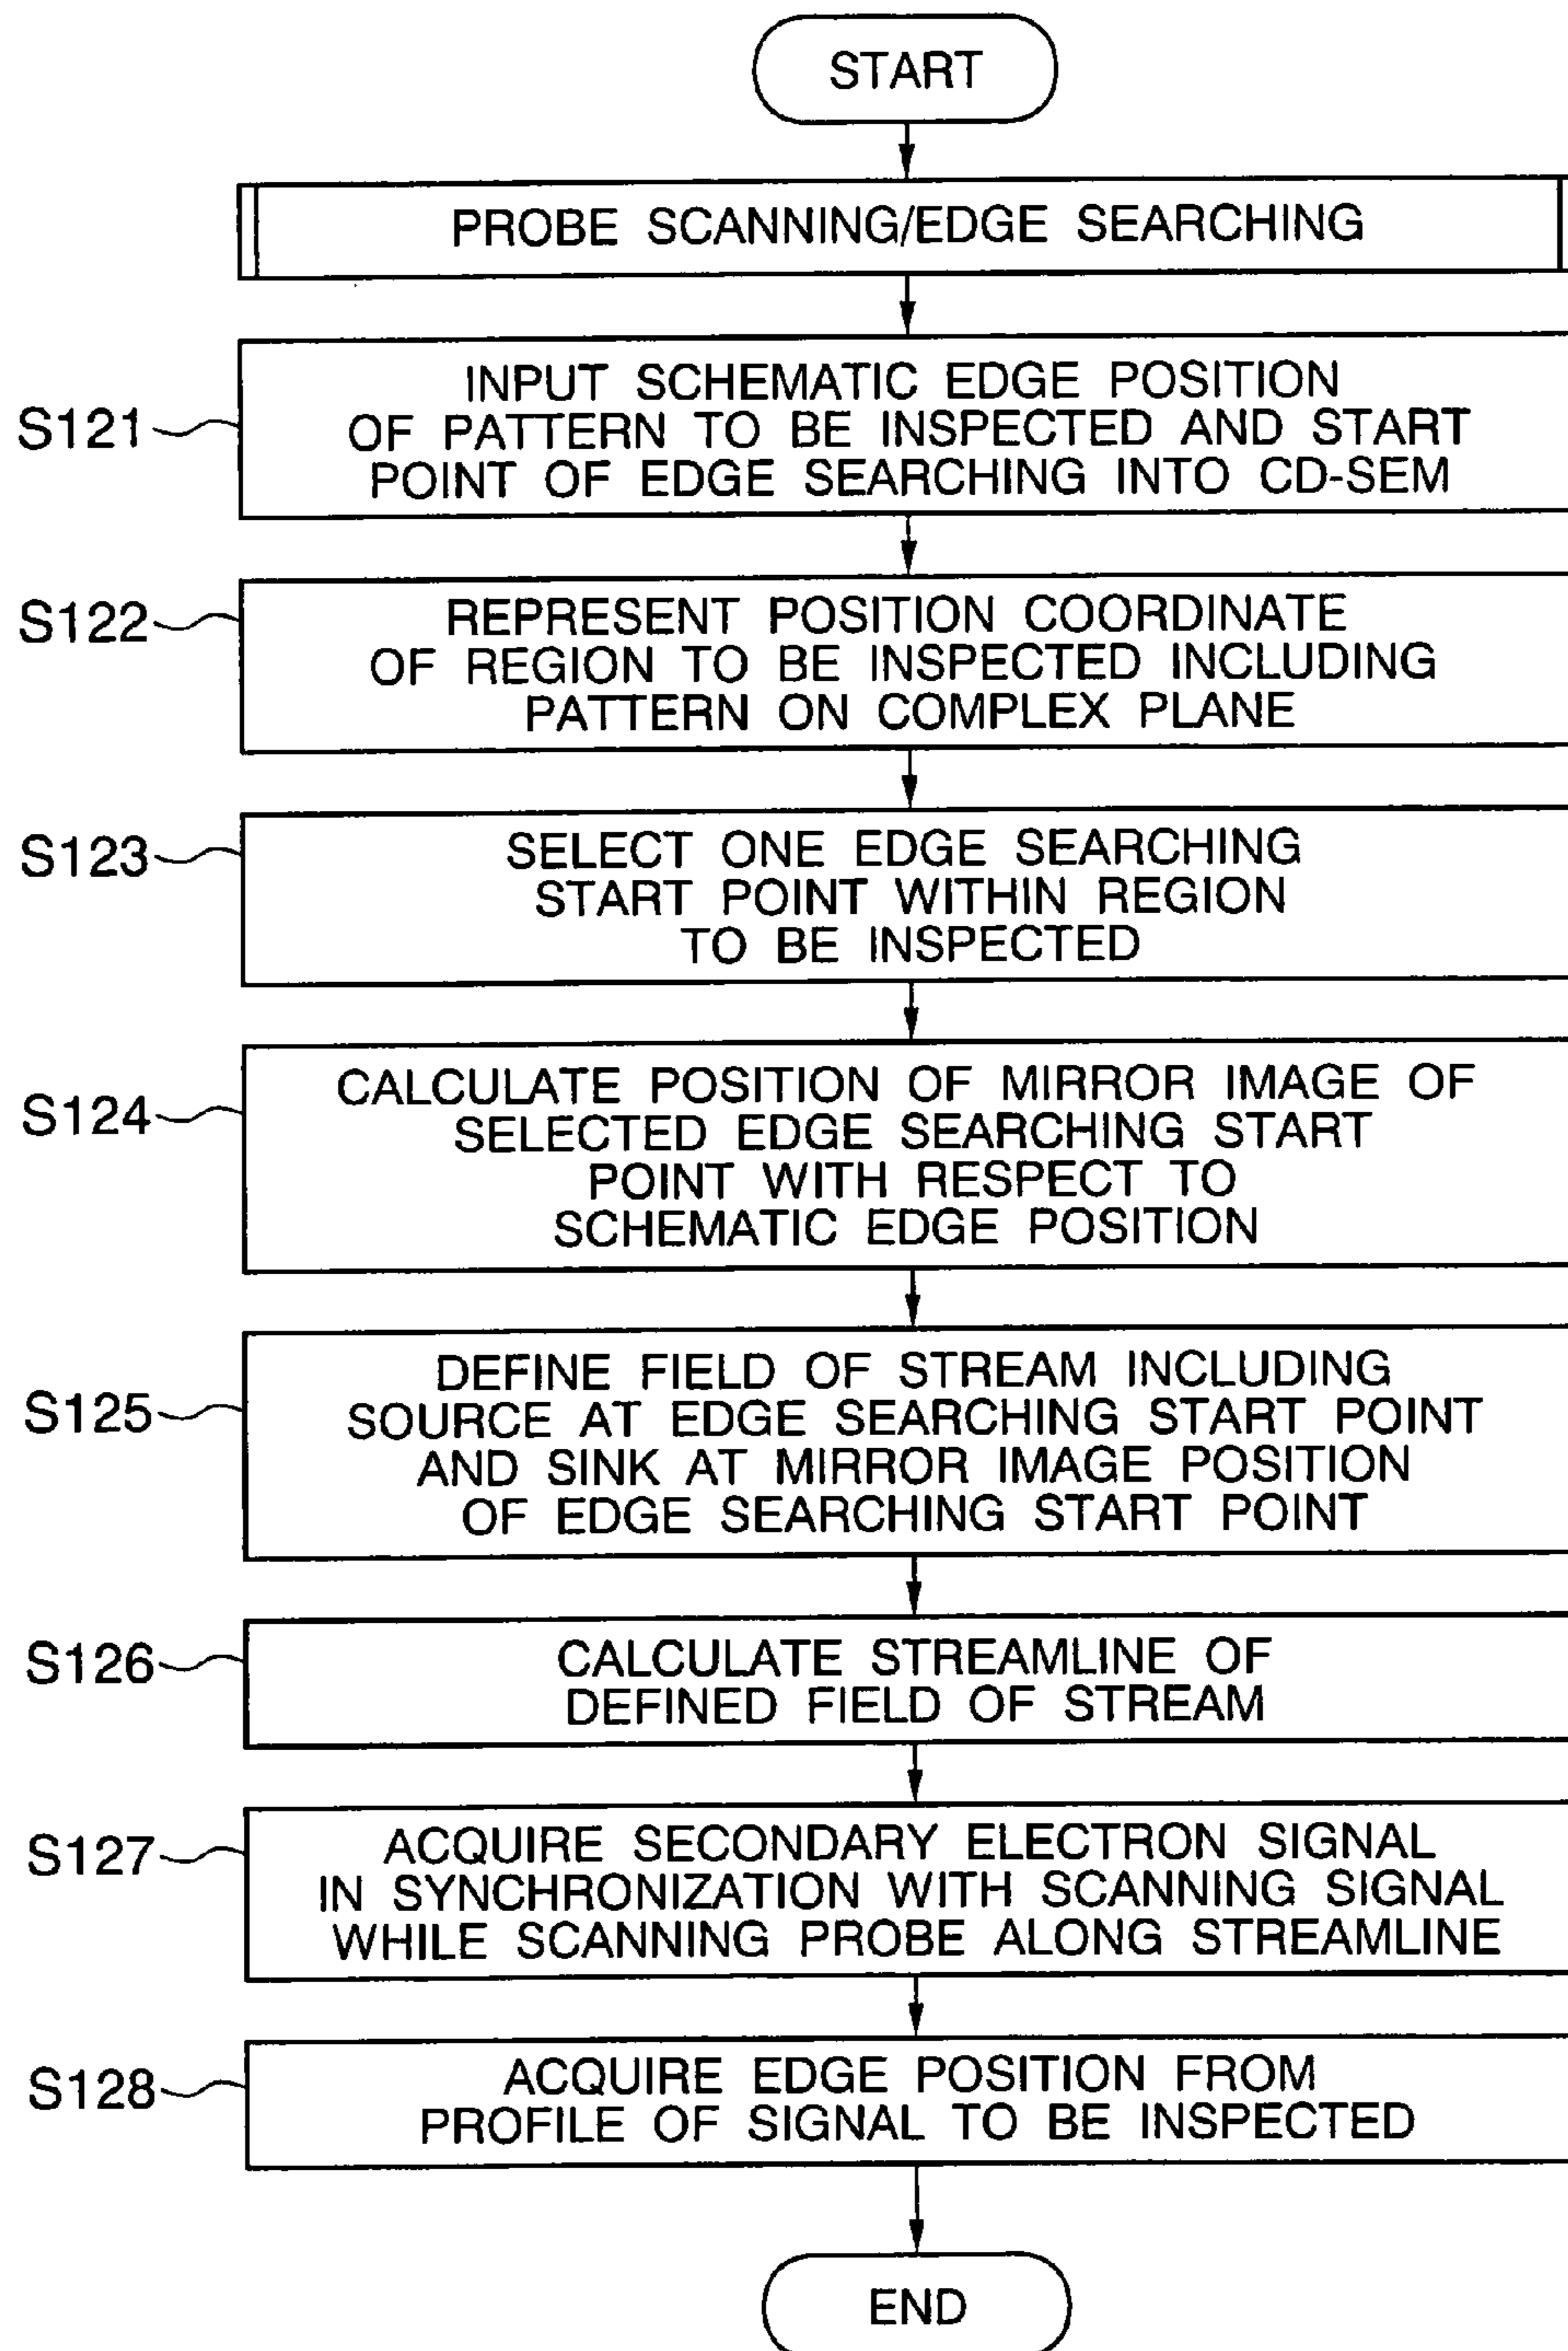 START
PROBE SCANNING/EDGE SEARCHING
S121
INPUT SCHEMATIC EDGE POSITION
OF PATTERN TO BE INSPECTED AND START
POINT OF EDGE SEARCHING INTO CD-SEM
S122
REPRESENT POSITION COORDINATE
OF REGION TO BE INSPECTED INCLUDING
PATTERN ON COMPLEX PLANE
S123
SELECT ONE EDGE SEARCHING
START POINT WITHIN REGION
TO BE INSPECTED
S124
CALCULATE POSITION OF MIRROR IMAGE OF
SELECTED EDGE SEARCHING START
POINT WITH RESPECT TO
SCHEMATIC EDGE POSITION
S125
DEFINE FIELD OF STREAM INCLUDING
SOURCE AT EDGE SEARCHING START POINT
AND SINK AT MIRROR IMAGE POSITION
OF EDGE SEARCHING START POINT
S126
CALCULATE STREAMLINE OF
DEFINED FIELD OF STREAM
S127
ACQUIRE SECONDARY ELECTRON SIGNAL
IN SYNCHRONIZATION WITH SCANNING SIGNAL
WHILE SCANNING PROBE ALONG STREAMLINE
S128
ACQUIRE EDGE POSITION FROM
PROFILE OF SIGNAL TO BE INSPECTED
END